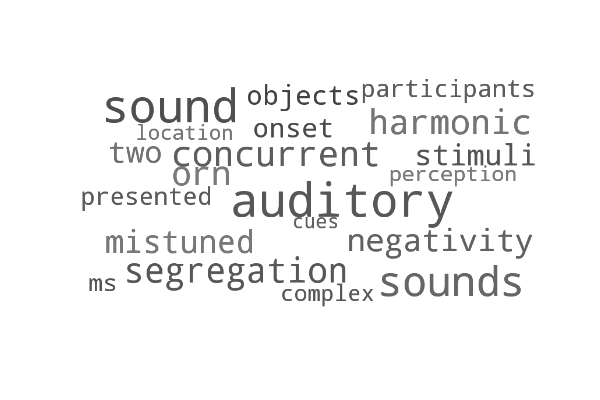 sound objects participants
location onset harmonic
two concurrent stimuli
orn perception
presented auditory
cues
mistuned negativity
ms segregation sounds
complex